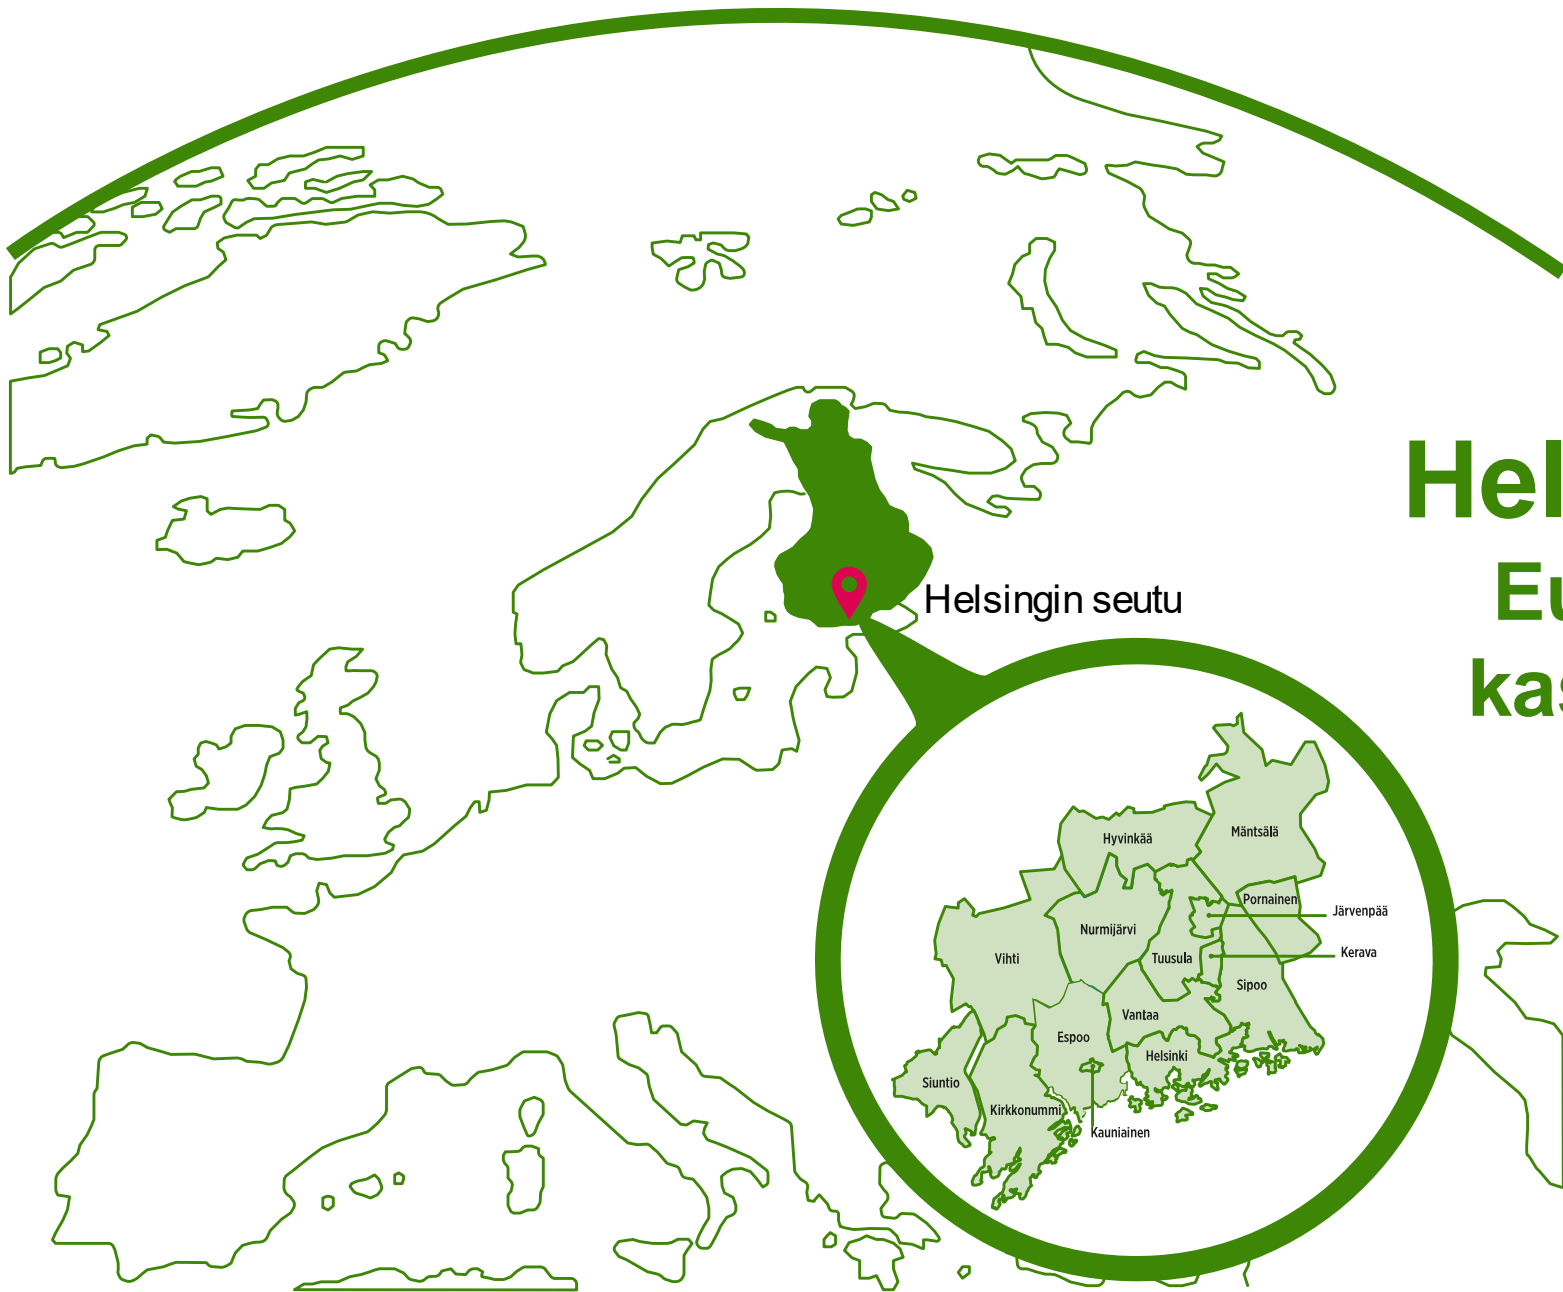 Hel
Eu
kas
Helsingin seutu
Mäntsälä
Hyvinkää
Pornainen
Järvenpää
Nurmijärvi
Kerava
Vihti
Tuusula
Sipoo
Vantaa
Espoo
Helsinki
Siuntio
Kirkkonummi
Kauniainen